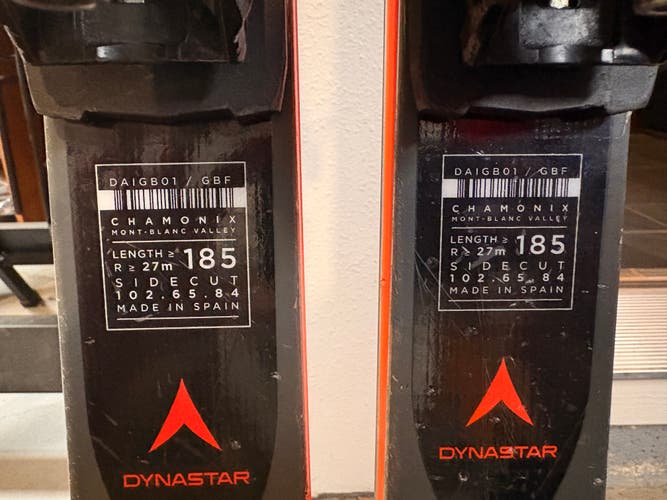 DAIGB01 / GBF
CHAMONIX
MONT-BLANC VALLEY
LENGTH ≥ 185
R ≥ 27m
SIDECUT
102.65.84
MADE IN SPAIN
DYNASTAR
DAIGB01 / GBF
CHAMONIX
MONT-BLANC VALLEY
LENGTH ≥ 185
R ≥ 27m
SIDECUT
102.65.84
MADE IN SPAIN
DYNASTAR